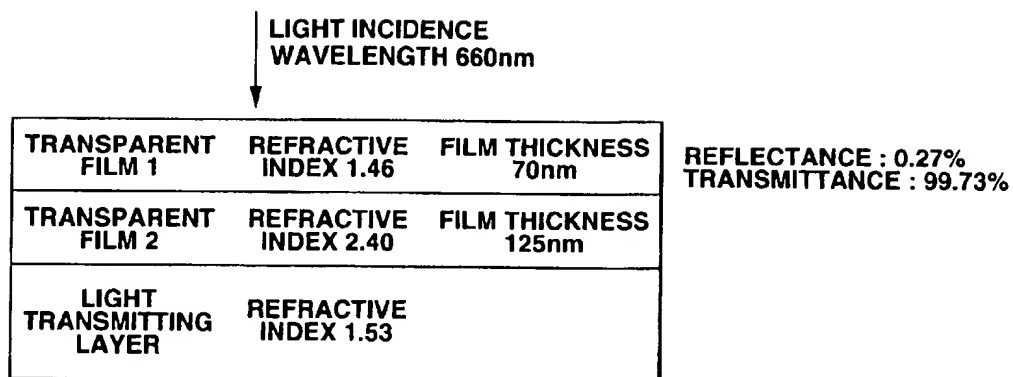 LIGHT INCIDENCE
WAVELENGTH 660nm
TRANSPARENT FILM 1
REFRACTIVE INDEX 1.46
FILM THICKNESS 70nm
REFLECTANCE : 0.27%
TRANSMITTANCE : 99.73%
TRANSPARENT FILM 2
REFRACTIVE INDEX 2.40
FILM THICKNESS 125nm
LIGHT
TRANSMITTING
LAYER
REFRACTIVE
INDEX 1.53